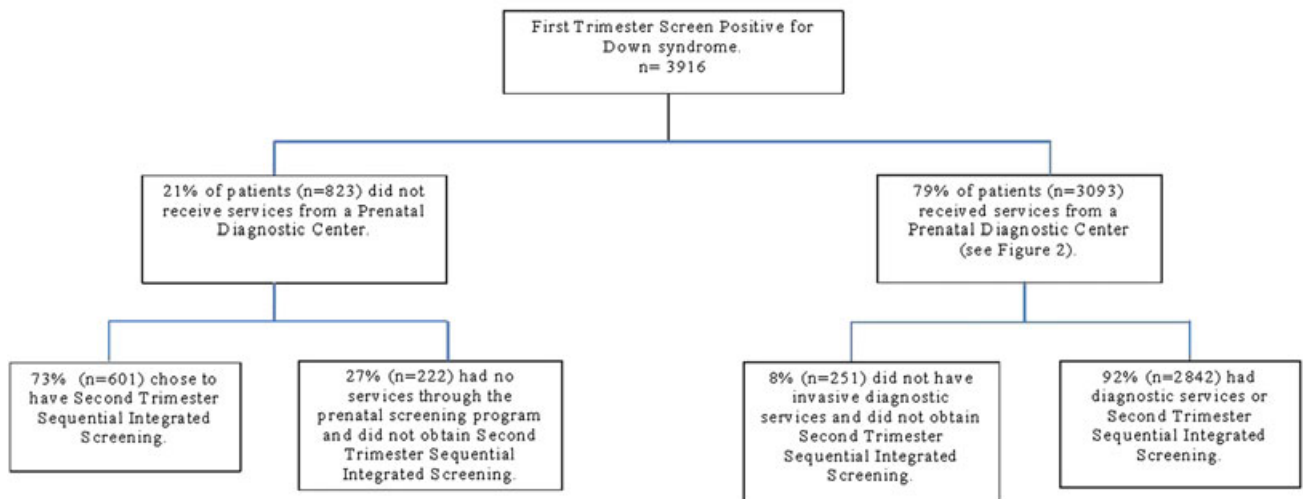 First Trimester Screen Positive for
Down syndrome.
n= 3916
21% of patients (n=823) did not
receive services from a Prenatal
Diagnostic Center.
79% of patients (n=3093)
received services from a
Prenatal Diagnostic Center
(see Figure 2).
73% (n=601) chose to
have Second Trimester
Sequential Integrated
Screening.
27% (n=222) had no
services through the
prenatal screening program
and did not obtain Second
Trimester Sequential
Integrated Screening.
8% (n=251) did not have
invasive diagnostic
services and did not obtain
Second Trimester
Sequential Integrated
Screening.
92% (n=2842) had
diagnostic services or
Second Trimester
Sequential Integrated
Screening.